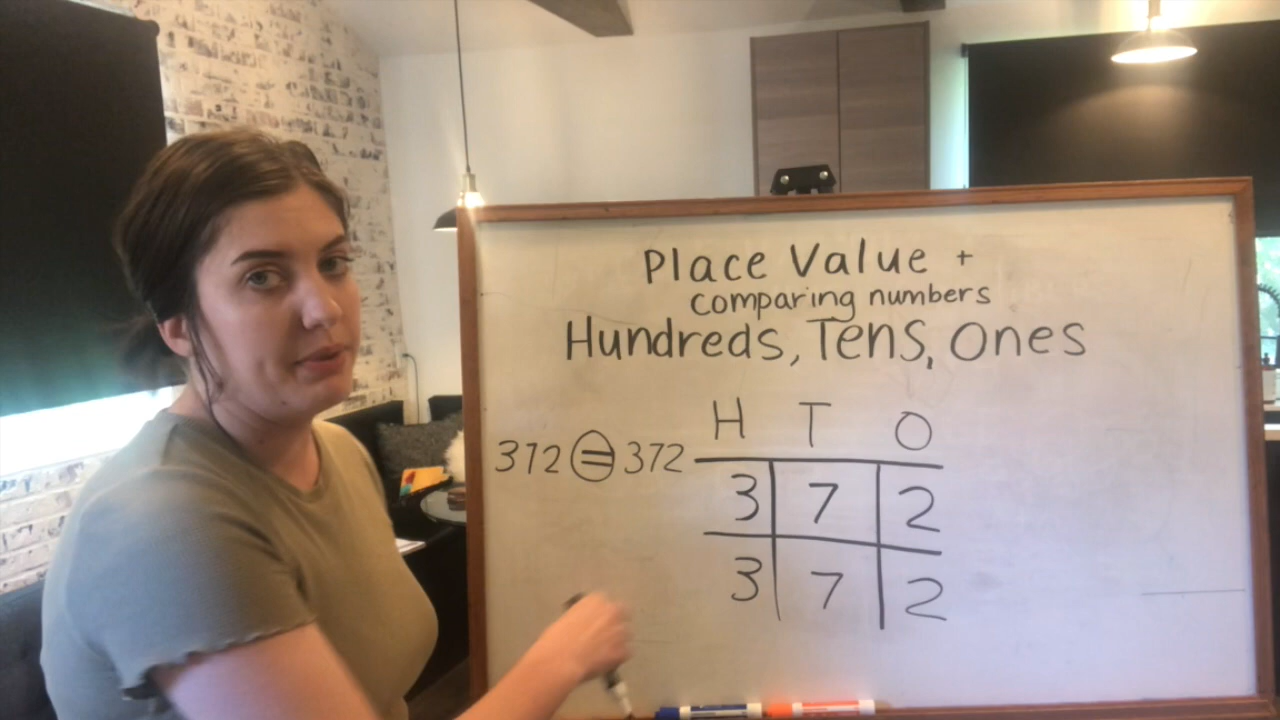 Place Value +
comparing numbers
Hundreds, Tens, Ones
H T O
372 = 372
3 7 2
3 7 2